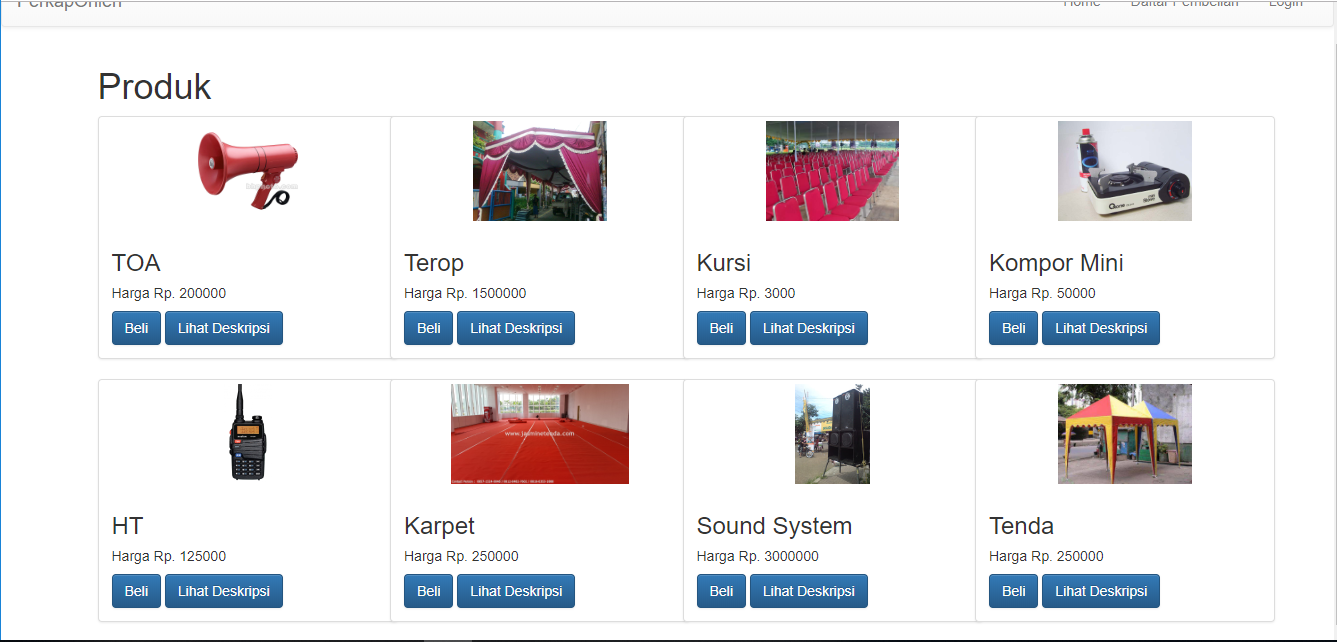 PerkapOnlen
Home Daftar Pembelian Login
Produk
TOA
Harga Rp. 200000
Beli Lihat Deskripsi
Terop
Harga Rp. 1500000
Beli Lihat Deskripsi
Kursi
Harga Rp. 3000
Beli Lihat Deskripsi
Kompor Mini
Harga Rp. 50000
Beli Lihat Deskripsi
HT
Harga Rp. 125000
Beli Lihat Deskripsi
www.jasminetenda.com
Karpet
Harga Rp. 250000
Beli Lihat Deskripsi
Sound System
Harga Rp. 3000000
Beli Lihat Deskripsi
Tenda
Harga Rp. 250000
Beli Lihat Deskripsi